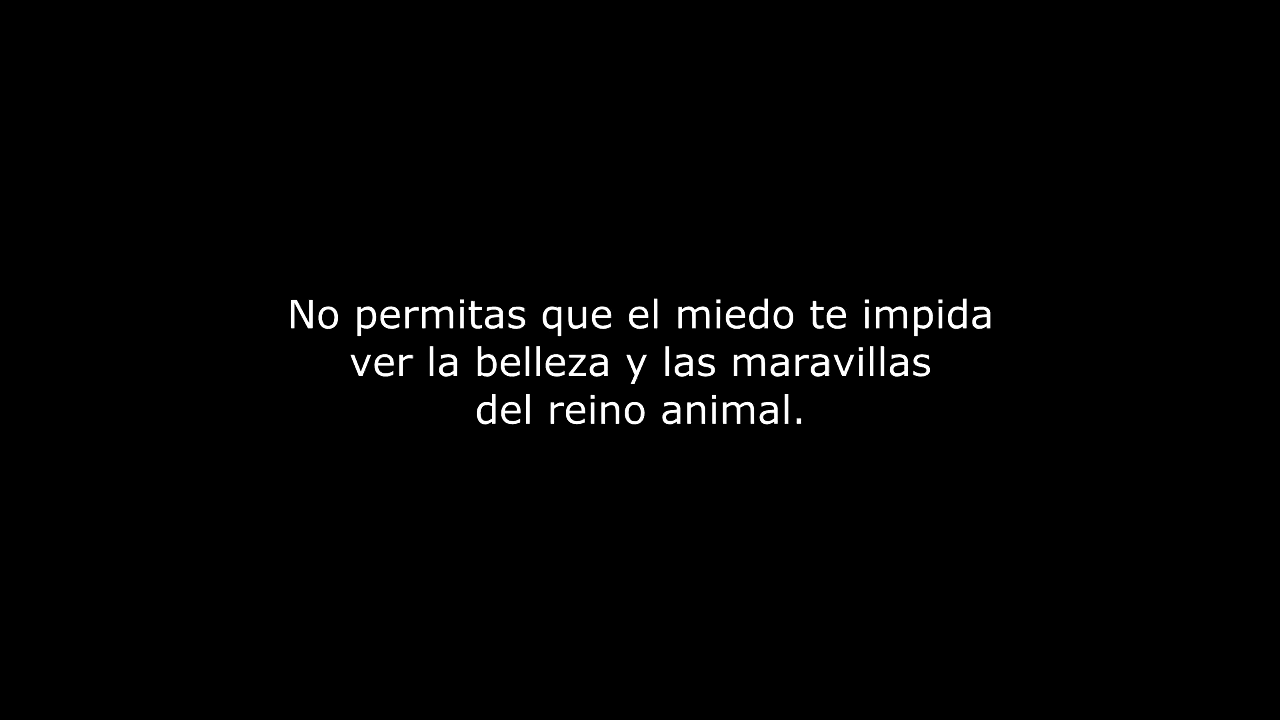 No permitas que el miedo te impida
ver la belleza y las maravillas
del reino animal.